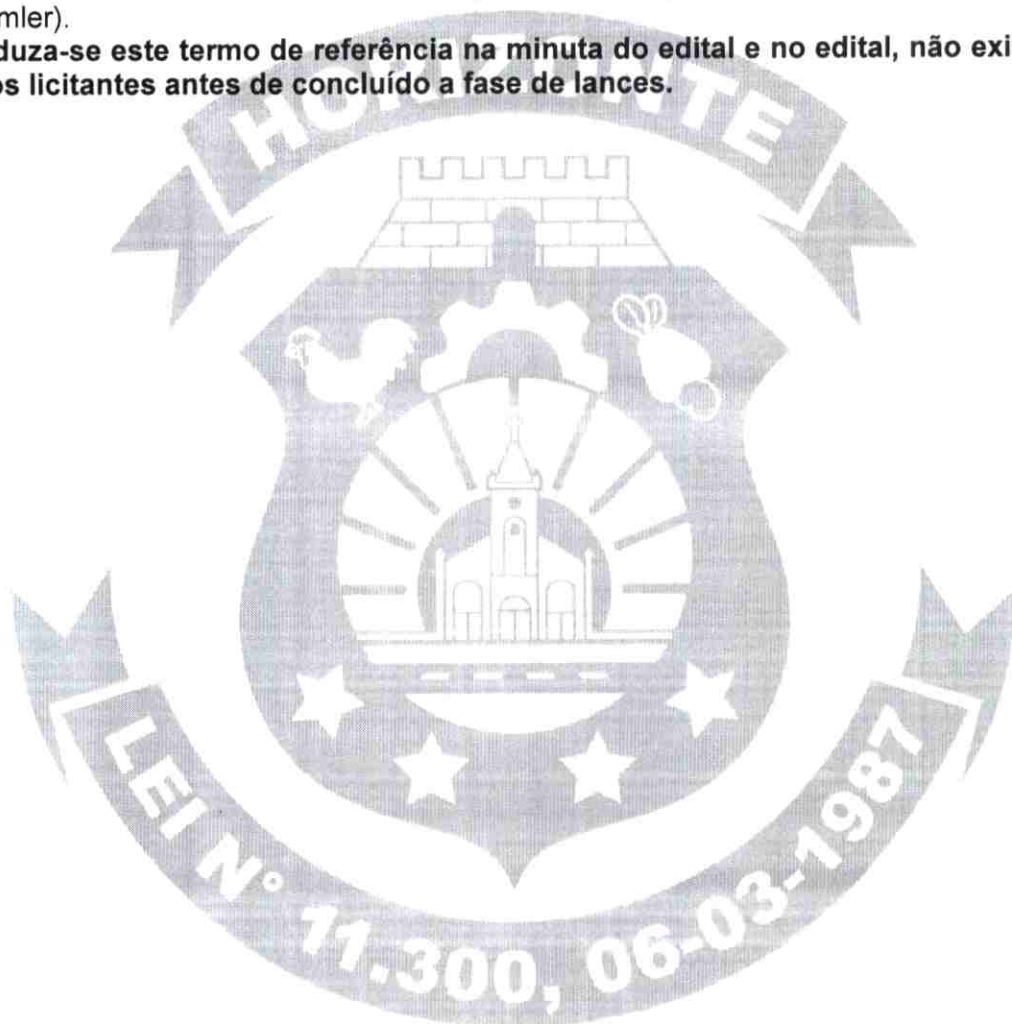 mler).
duza-se este termo de referência na minuta do edital e no edital, não exi
os licitantes antes de concluído a fase de lances.
HORIZONTE
LEI Nº 11.300, 06-03-1987